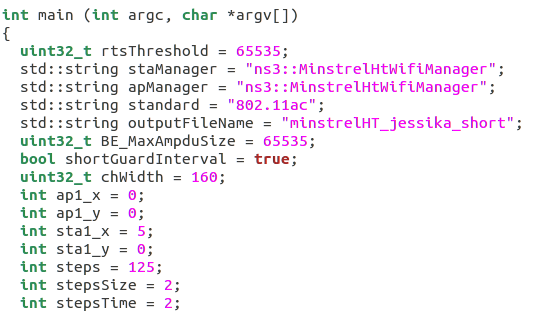 int main (int argc, char *argv[])
{
  uint32_t rtsThreshold = 65535;
  std::string staManager = "ns3::MinstrelHtWifiManager";
  std::string apManager = "ns3::MinstrelHtWifiManager";
  std::string standard = "802.11ac";
  std::string outputFileName = "minstrelHT_jessika_short";
  uint32_t BE_MaxAmpduSize = 65535;
  bool shortGuardInterval = true;
  uint32_t chWidth = 160;
  int ap1_x = 0;
  int ap1_y = 0;
  int sta1_x = 5;
  int sta1_y = 0;
  int steps = 125;
  int stepsSize = 2;
  int stepsTime = 2;